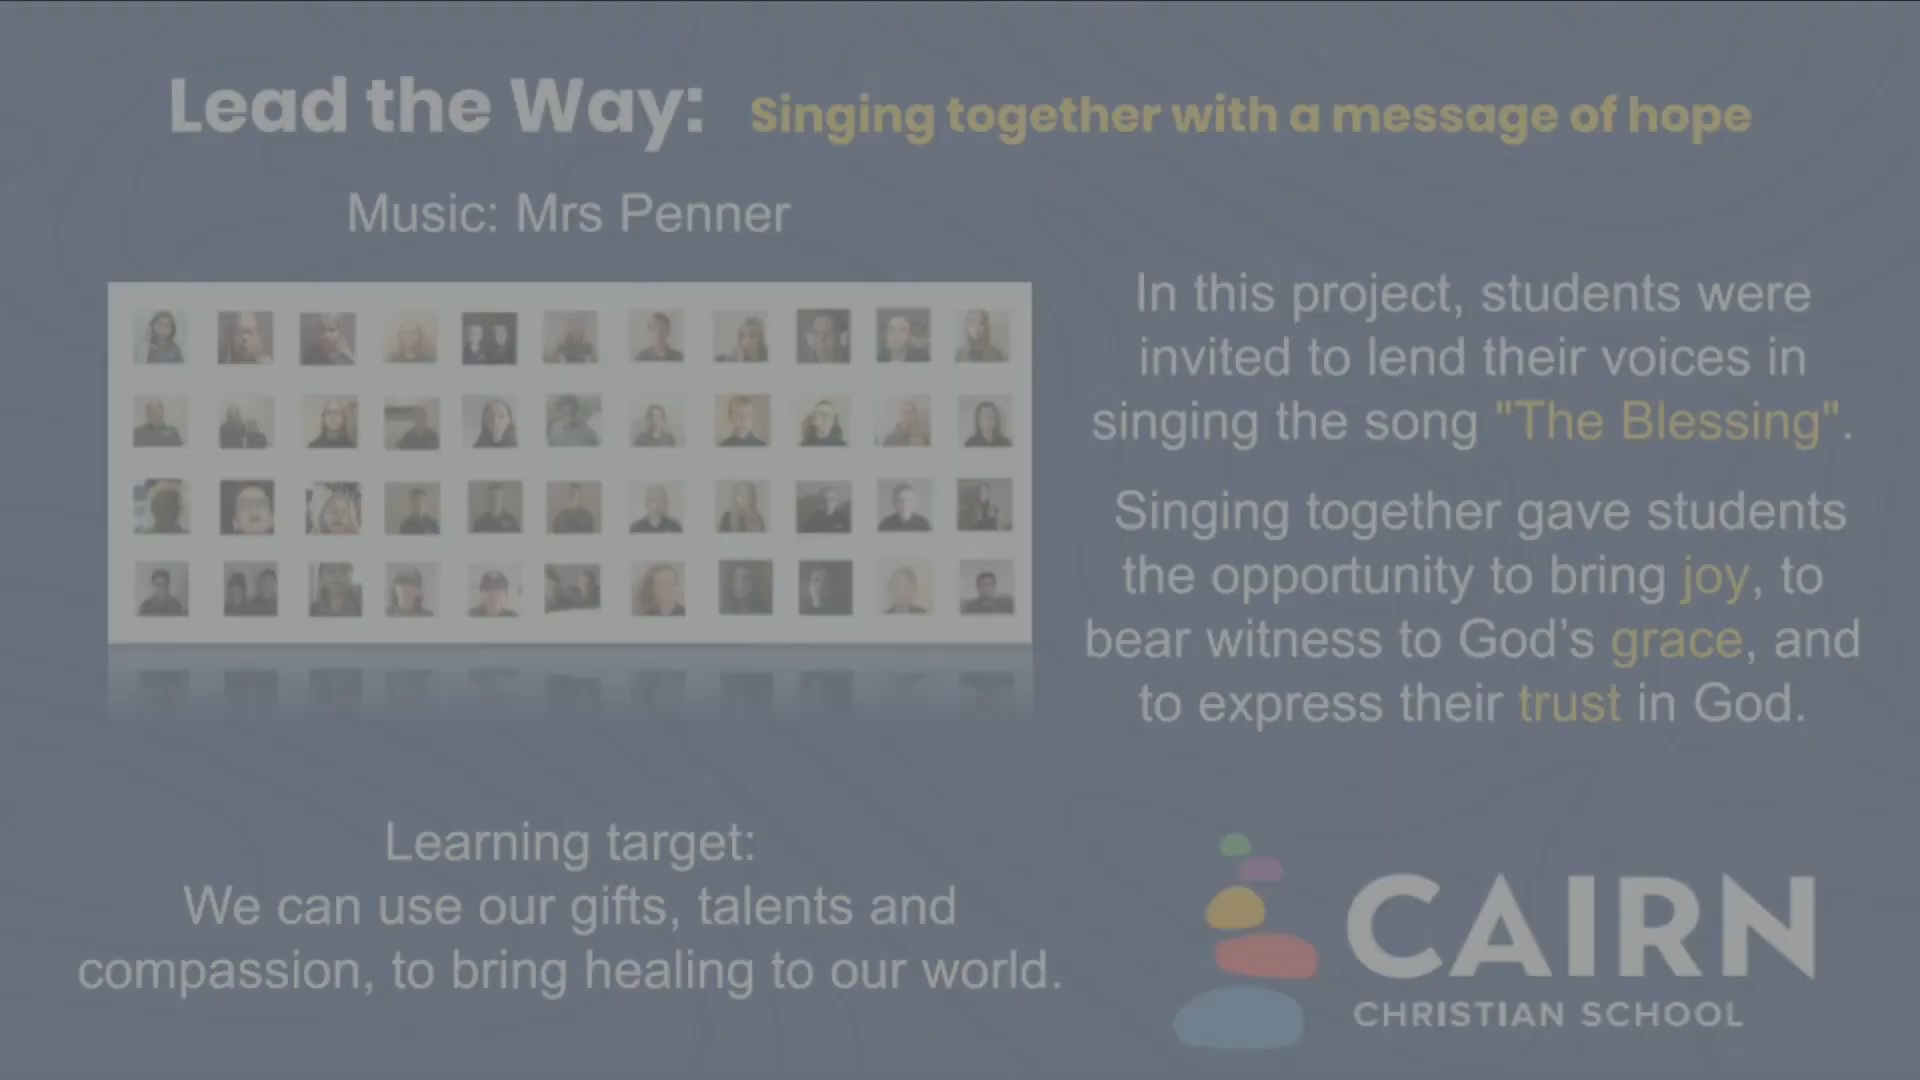 Lead the Way: Singing together with a message of hope
Music: Mrs Penner
In this project, students were
invited to lend their voices in
singing the song "The Blessing".
Singing together gave students
the opportunity to bring joy, to
bear witness to God’s grace, and
to express their trust in God.
Learning target:
We can use our gifts, talents and
compassion, to bring healing to our world.
CAIRN
CHRISTIAN SCHOOL